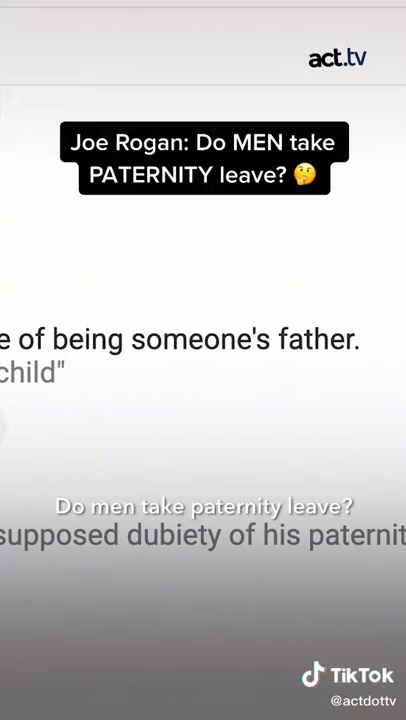 act.tv
Joe Rogan: Do MEN take
PATERNITY leave? 🤔
e of being someone's father.
child"
Do men take paternity leave?
supposed dubiety of his paternit
TikTok
@actdottv